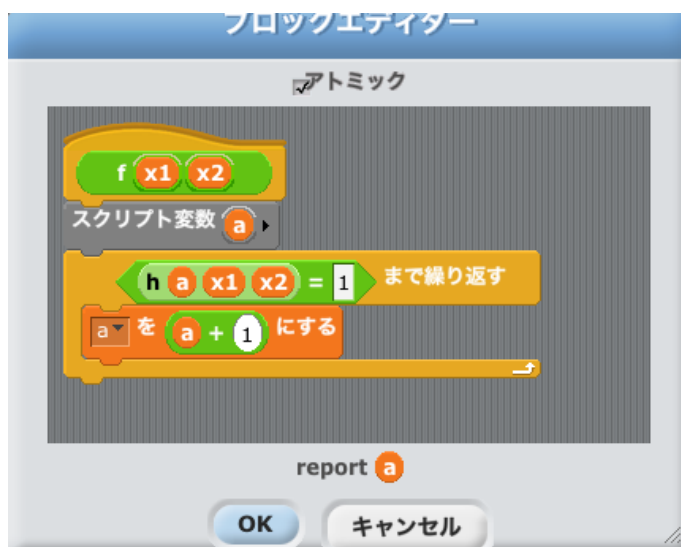 ブロックエディター
アトミック
f x1 x2
スクリプト変数 a
h a x1 x2 = 1 まで繰り返す
a を a + 1 にする
report a
OK キャンセル